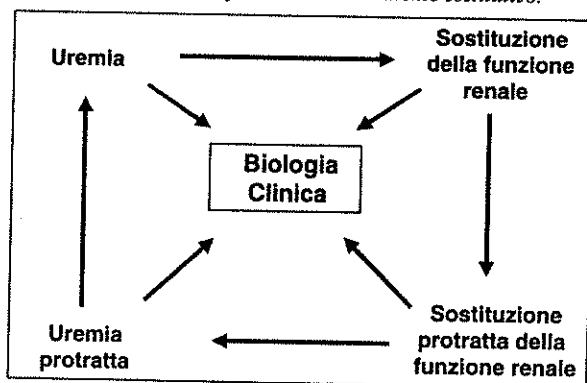 Uremia
Sostituzione
della funzione
renale
Biologia
Clinica
Uremia
protratta
Sostituzione
protratta della
funzione renale